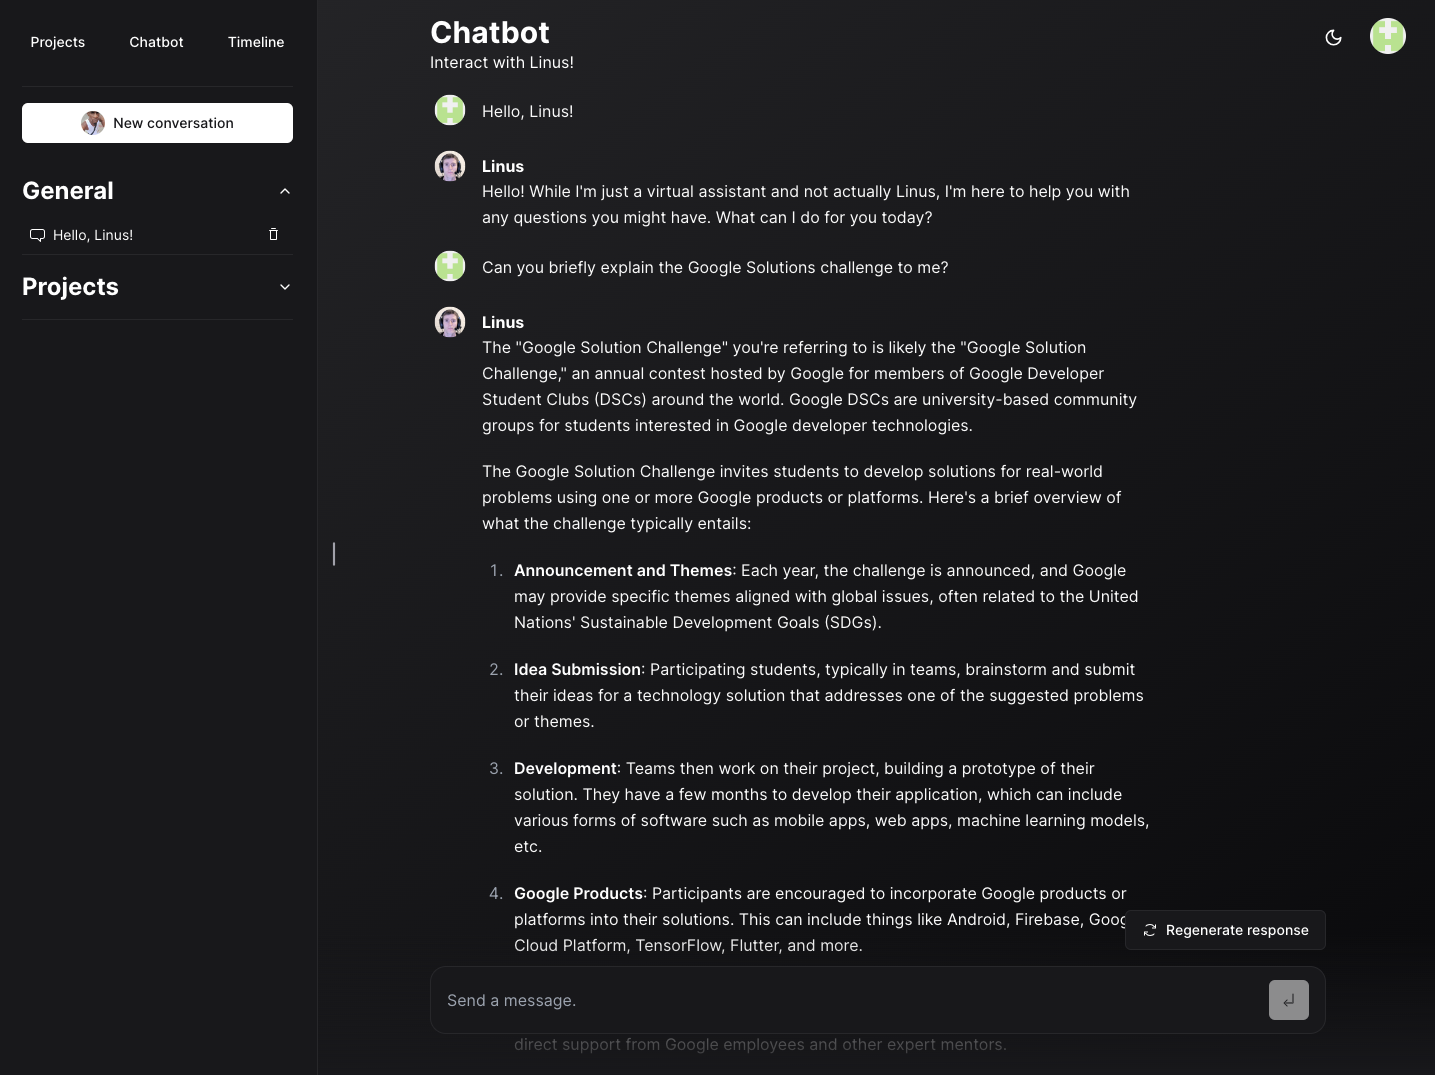 Projects Chatbot Timeline
New conversation
General
Hello, Linus!
Projects
Chatbot
Interact with Linus!
Hello, Linus!
Linus
Hello! While I'm just a virtual assistant and not actually Linus, I'm here to help you with
any questions you might have. What can I do for you today?
Can you briefly explain the Google Solutions challenge to me?
Linus
The "Google Solution Challenge" you're referring to is likely the "Google Solution
Challenge," an annual contest hosted by Google for members of Google Developer
Student Clubs (DSCs) around the world. Google DSCs are university-based community
groups for students interested in Google developer technologies.
The Google Solution Challenge invites students to develop solutions for real-world
problems using one or more Google products or platforms. Here's a brief overview of
what the challenge typically entails:
1. Announcement and Themes: Each year, the challenge is announced, and Google
may provide specific themes aligned with global issues, often related to the United
Nations' Sustainable Development Goals (SDGs).
2. Idea Submission: Participating students, typically in teams, brainstorm and submit
their ideas for a technology solution that addresses one of the suggested problems
or themes.
3. Development: Teams then work on their project, building a prototype of their
solution. They have a few months to develop their application, which can include
various forms of software such as mobile apps, web apps, machine learning models,
etc.
4. Google Products: Participants are encouraged to incorporate Google products or
platforms into their solutions. This can include things like Android, Firebase, Goog
Cloud Platform, TensorFlow, Flutter, and more.
Regenerate response
Send a message.
direct support from Google employees and other expert mentors.